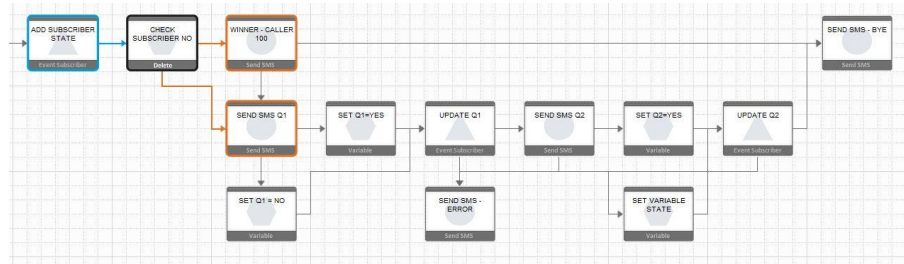 ADD SUBSCRIBER
STATE
Event Subscriber
CHECK
SUBSCRIBER NO
Delete
WINNER - CALLER
100
Send SMS
SEND SMS - BYE
Send SMS
SEND SMS Q1
Send SMS
SET Q1=YES
Variable
UPDATE Q1
Event Subscriber
SEND SMS Q2
Send SMS
SET Q2=YES
Variable
UPDATE Q2
Event Subscriber
SET Q1 = NO
Variable
SEND SMS -
ERROR
Send SMS
SET VARIABLE
STATE
Variable